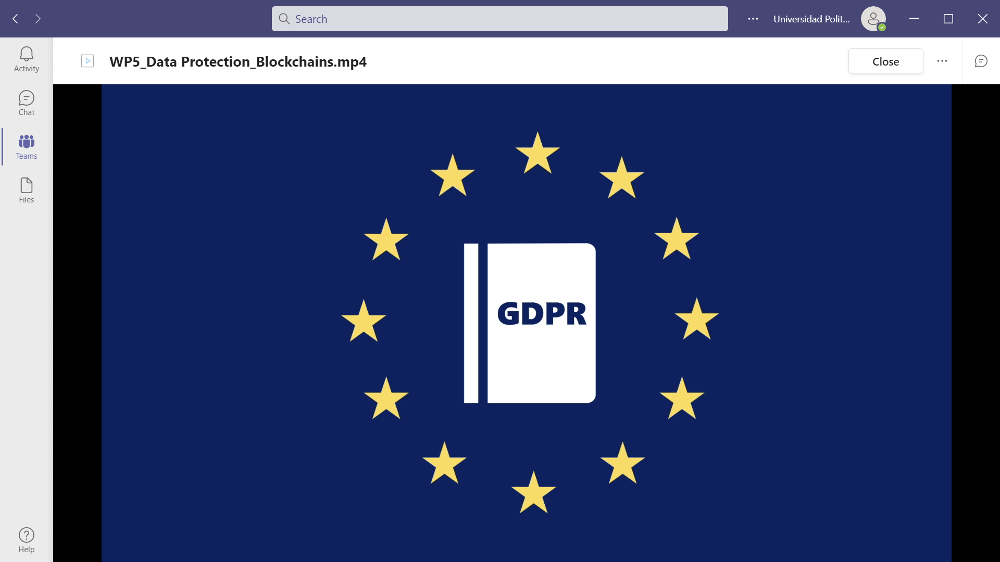 Search
Universidad Polit...
Activity
Chat
Teams
Files
Help
WP5_Data Protection_Blockchains.mp4
Close
GDPR